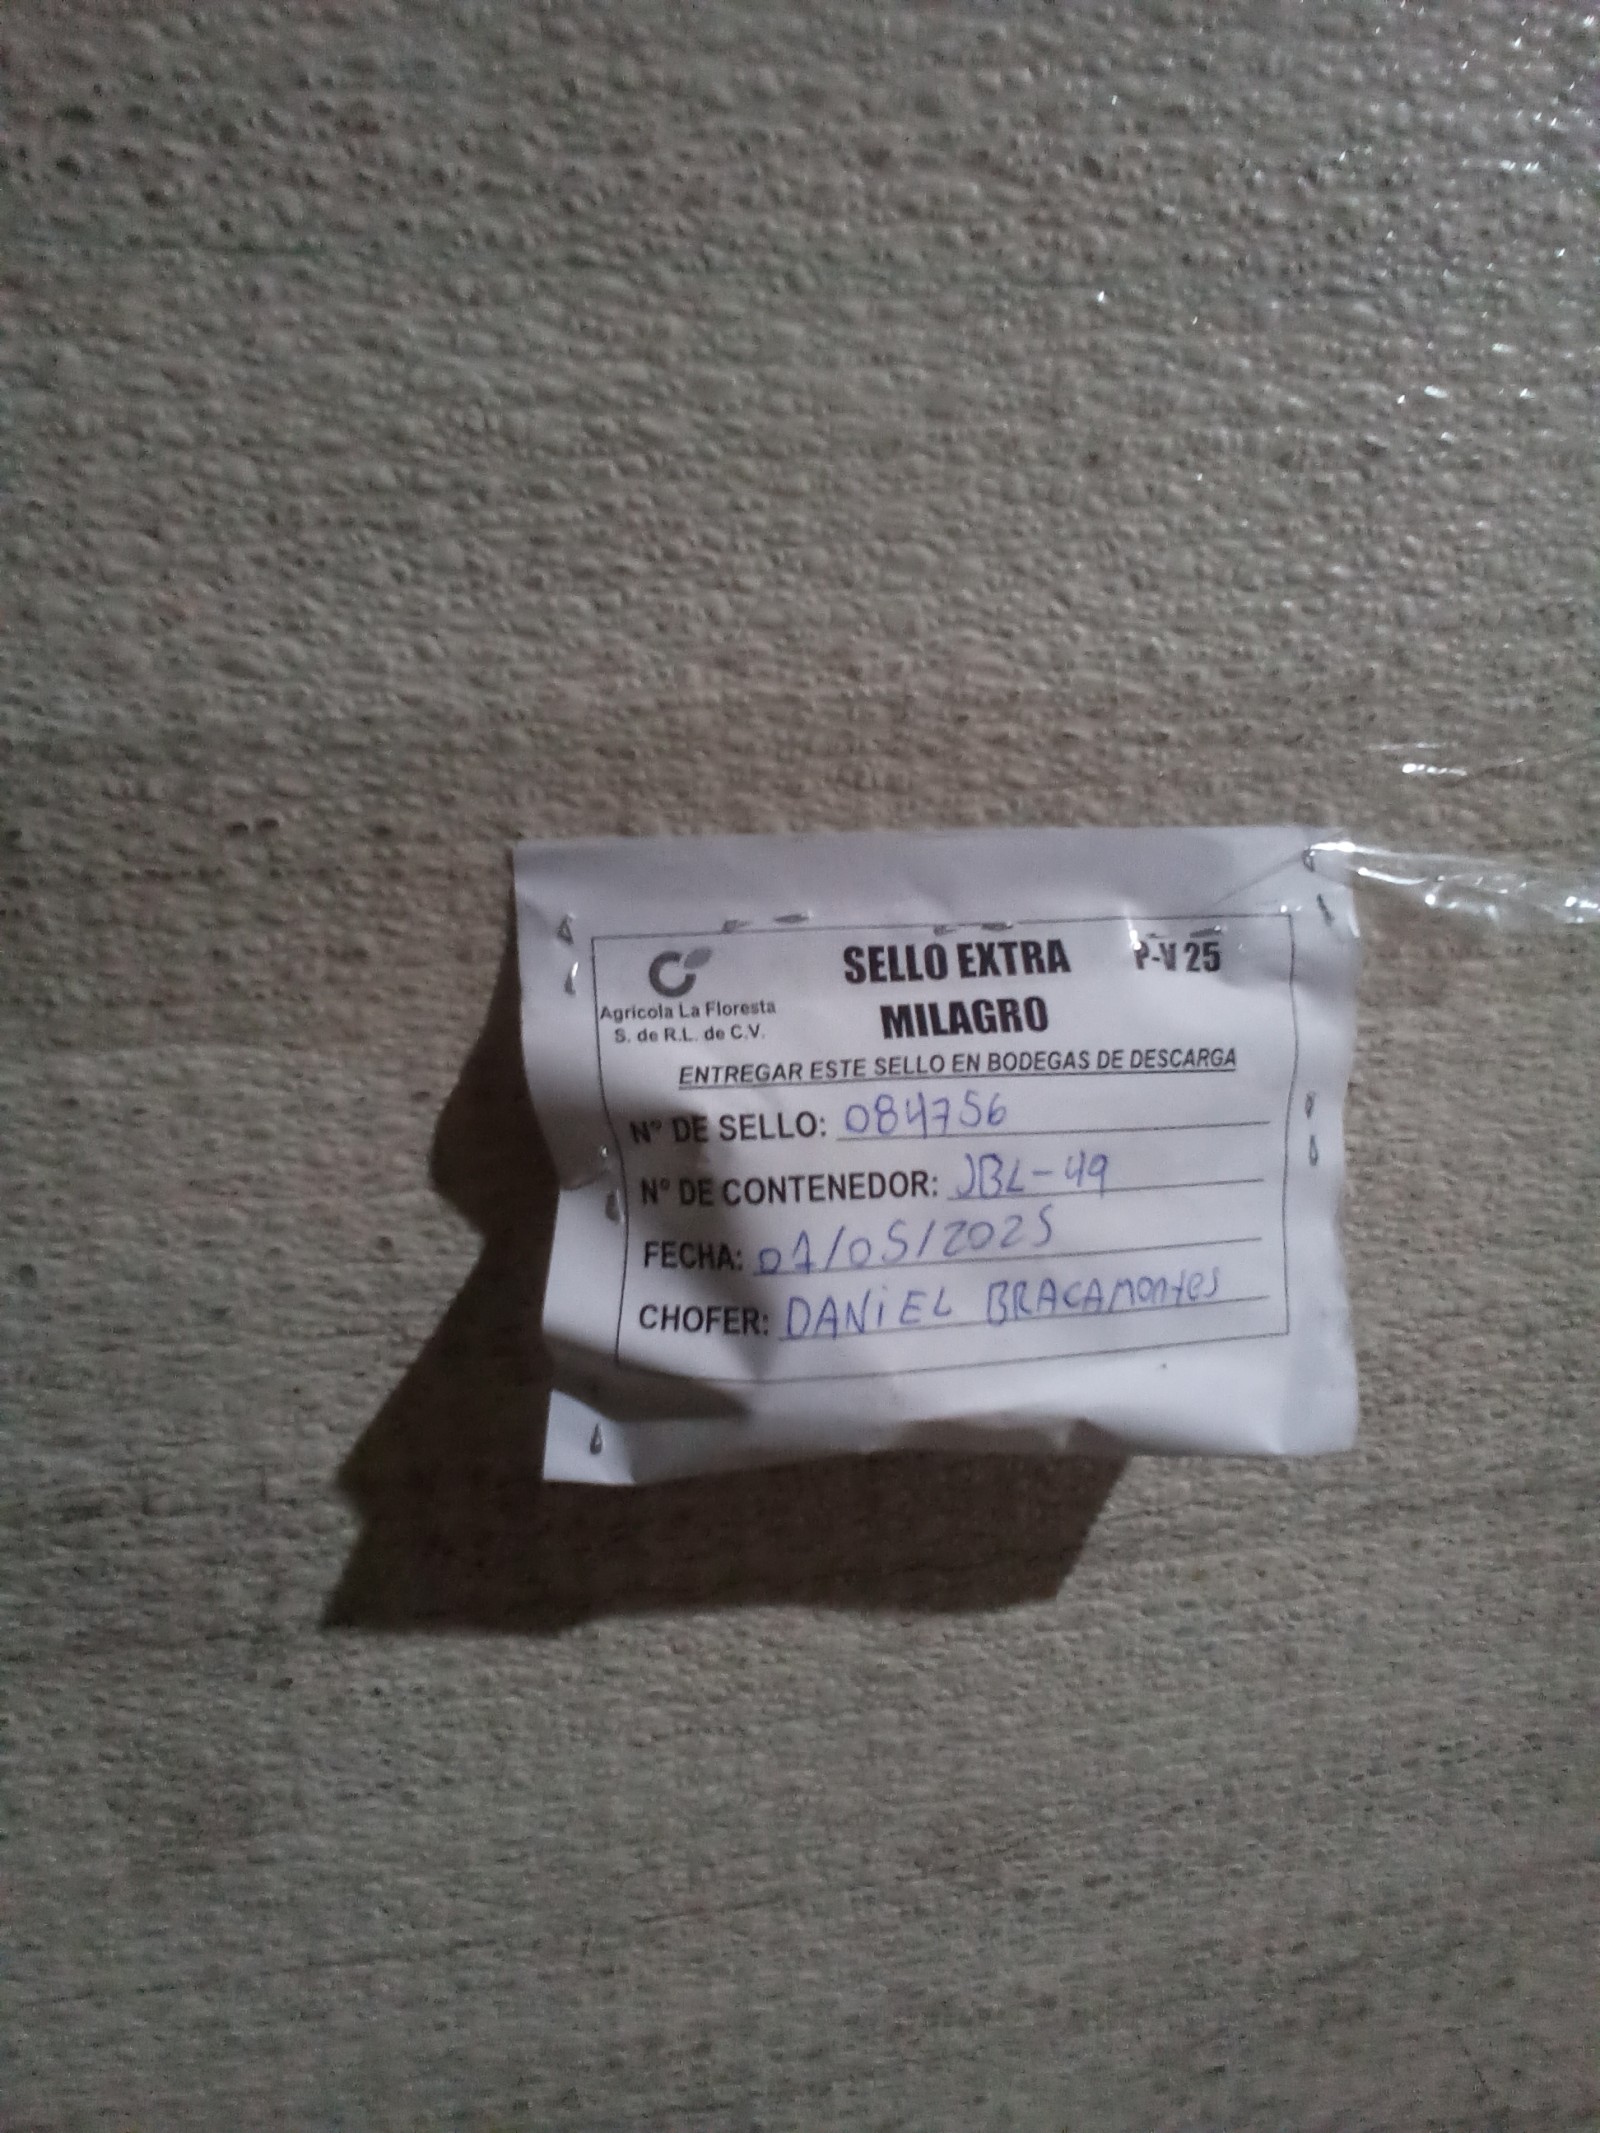 SELLO EXTRA P-V 25
MILAGRO
Agrícola La Floresta
S. de R.L. de C.V.
ENTREGAR ESTE SELLO EN BODEGAS DE DESCARGA
Nº DE SELLO: 084756
Nº DE CONTENEDOR: JBL-49
FECHA: 07/05/2025
CHOFER: DANiEL BRACAMONtes